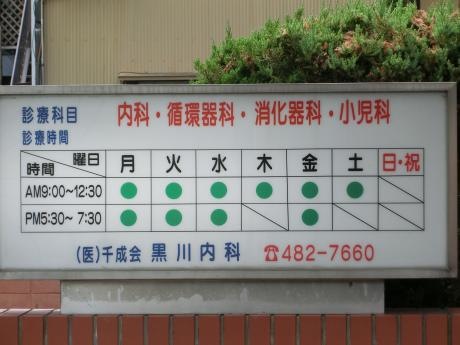 診療科目 内科・循環器科・消化器科・小児科
診療時間
曜日 時間 月 火 水 木 金 土 日・祝
AM9:00～12:30 ● ● ● ● ● ●
PM5:30～ 7:30 ● ● ● ●
(医)千成会 黒川内科 ☎482-7660